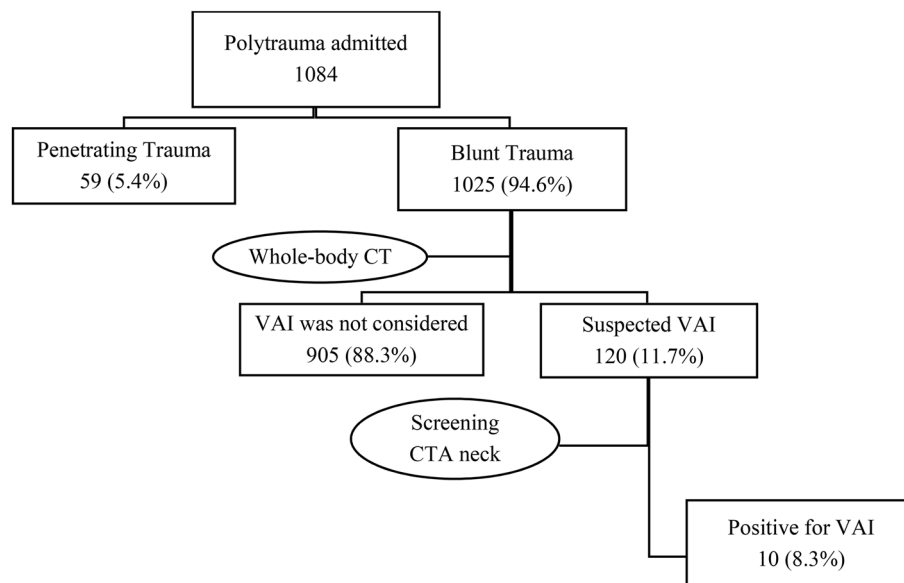 Polytrauma admitted
1084
Penetrating Trauma
59 (5.4%)
Blunt Trauma
1025 (94.6%)
Whole-body CT
VAI was not considered
905 (88.3%)
Suspected VAI
120 (11.7%)
Screening
CTA neck
Positive for VAI
10 (8.3%)